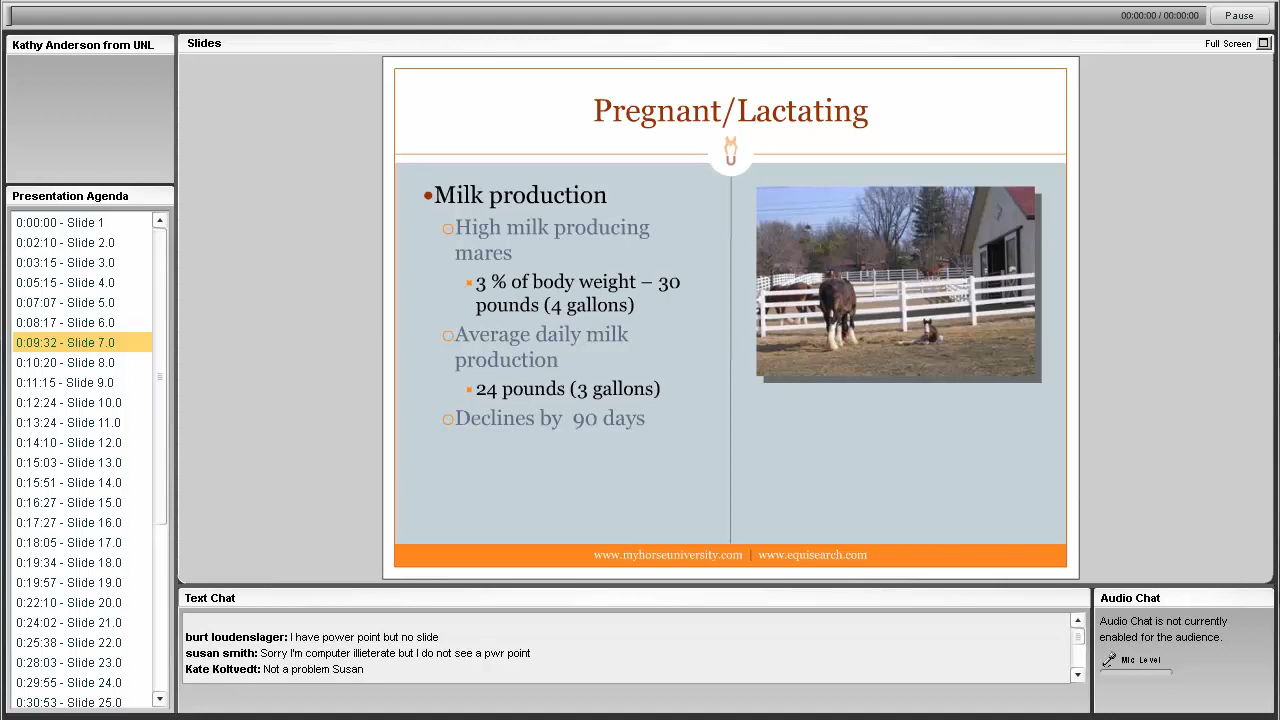 00:00:00 / 00:00:00
Pause
Kathy Anderson from UNL
Slides
Full Screen
Pregnant/Lactating
•Milk production
High milk producing
mares
3 % of body weight – 30
pounds (4 gallons)
Average daily milk
production
24 pounds (3 gallons)
Declines by  90 days
www.myhorseuniversity.com | www.equisearch.com
Presentation Agenda
0:00:00 - Slide 1
0:02:10 - Slide 2.0
0:03:15 - Slide 3.0
0:05:15 - Slide 4.0
0:07:07 - Slide 5.0
0:08:17 - Slide 6.0
0:09:32 - Slide 7.0
0:10:20 - Slide 8.0
0:11:15 - Slide 9.0
0:12:24 - Slide 10.0
0:13:24 - Slide 11.0
0:14:10 - Slide 12.0
0:15:03 - Slide 13.0
0:15:51 - Slide 14.0
0:16:27 - Slide 15.0
0:17:27 - Slide 16.0
0:18:05 - Slide 17.0
0:19:34 - Slide 18.0
0:19:57 - Slide 19.0
0:22:10 - Slide 20.0
0:24:02 - Slide 21.0
0:25:38 - Slide 22.0
0:28:03 - Slide 23.0
0:29:55 - Slide 24.0
0:30:53 - Slide 25.0
Text Chat
burt loudenslager: I have power point but no slide
susan smith: Sorry I'm computer illieterate but I do not see a pwr point
Kate Koltvedt: Not a problem Susan
Audio Chat
Audio Chat is not currently
enabled for the audience.
Mic Level